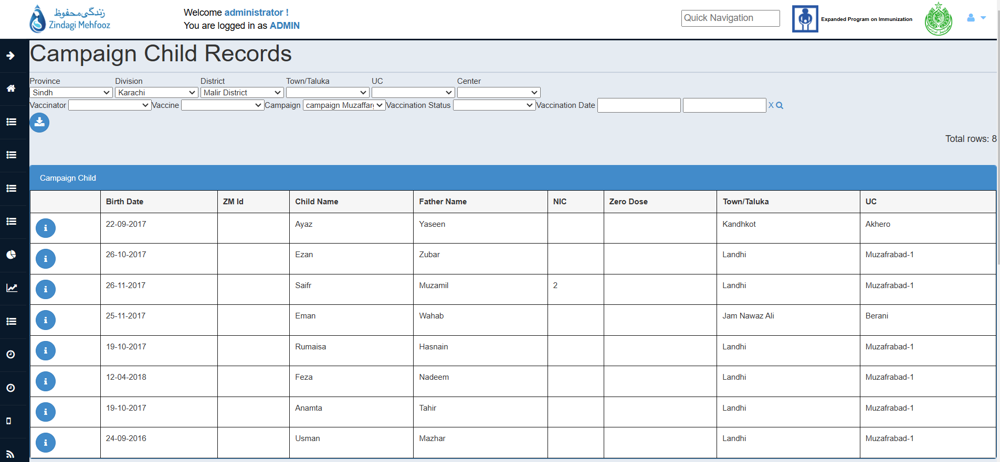 زندگی محفوظ
Zindagi Mehfooz
Welcome administrator !
You are logged in as ADMIN
Quick Navigation
Expanded Program on Immunization
Campaign Child Records
Province Division District Town/Taluka UC Center
Sindh Karachi Malir District
Vaccinator Vaccine Campaign campaign Muzaffar Vaccination Status Vaccination Date X
Total rows: 8
Campaign Child
Birth Date ZM Id Child Name Father Name NIC Zero Dose Town/Taluka UC
22-09-2017 Ayaz Yaseen Kandhkot Akhero
26-10-2017 Ezan Zubar Landhi Muzafrabad-1
26-11-2017 Saifr Muzamil 2 Landhi Muzafrabad-1
25-11-2017 Eman Wahab Jam Nawaz Ali Berani
19-10-2017 Rumaisa Hasnain Landhi Muzafrabad-1
12-04-2018 Feza Nadeem Landhi Muzafrabad-1
19-10-2017 Anamta Tahir Landhi Muzafrabad-1
24-09-2016 Usman Mazhar Landhi Muzafrabad-1